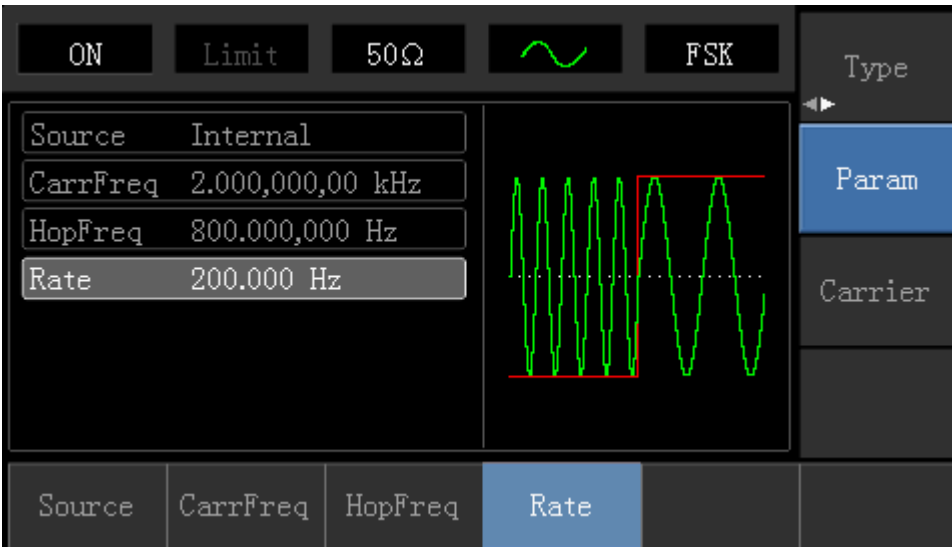 ON Limit 50Ω FSK
Type
Source Internal
CarrFreq 2.000,000,00 kHz
HopFreq 800.000,000 Hz
Rate 200.000 Hz
Param
Carrier
Source CarrFreq HopFreq Rate